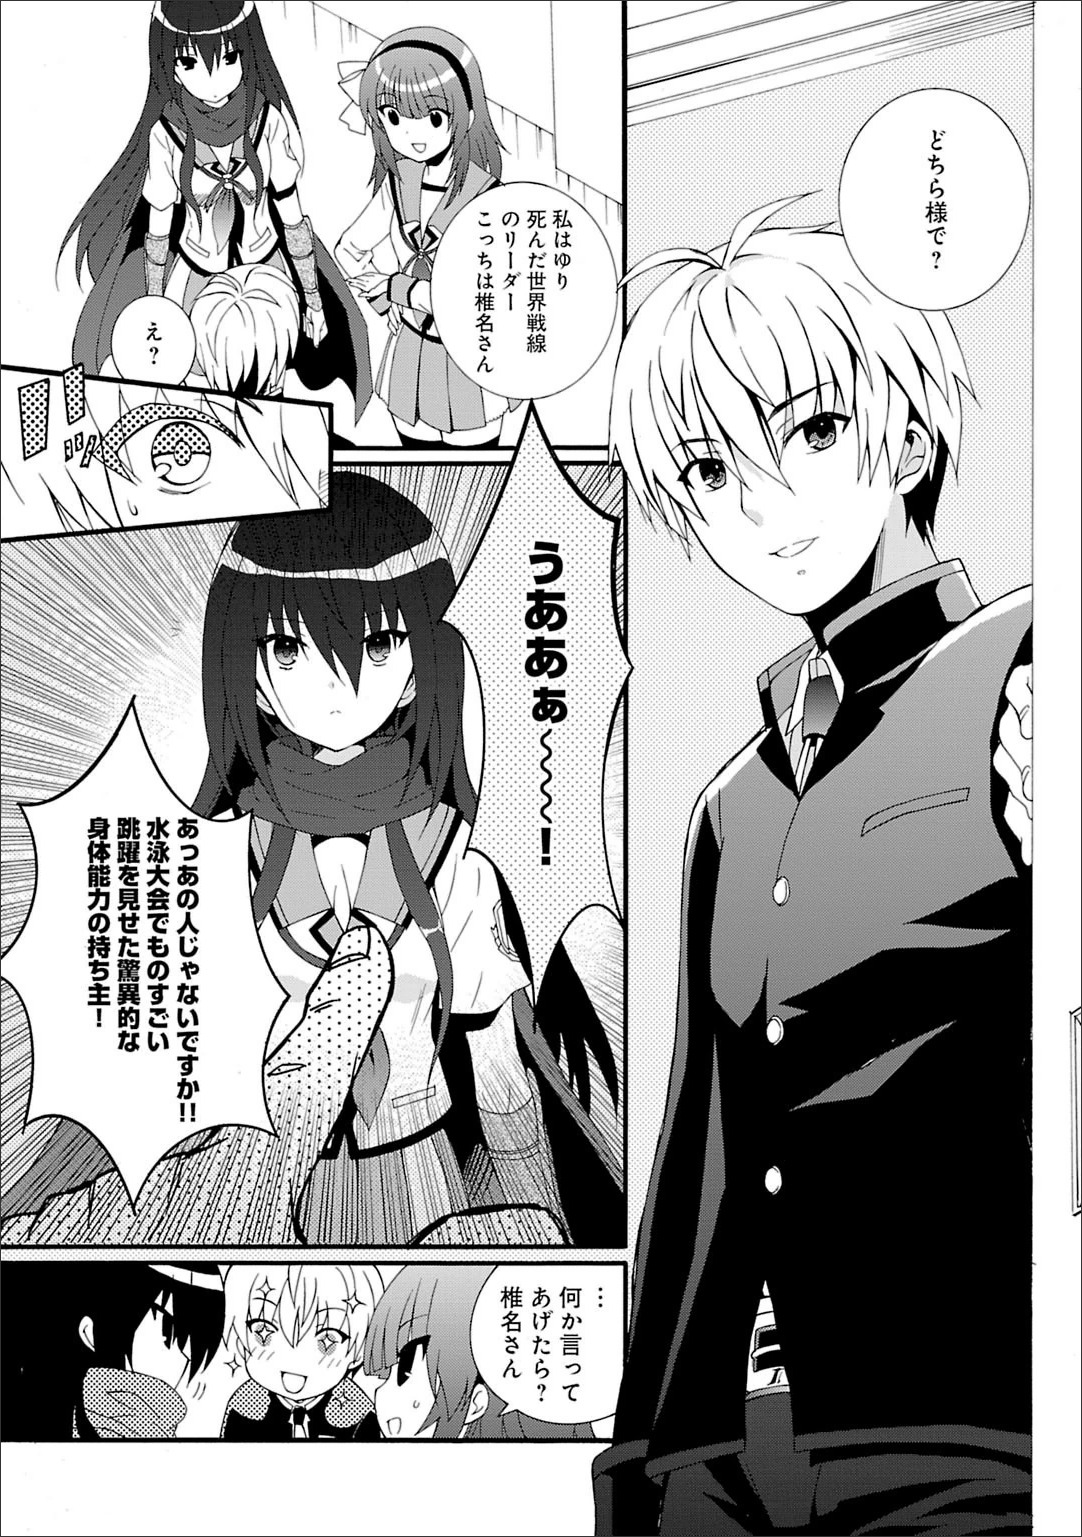 どちら様で?
私はゆり
死んだ世界戦線
のリーダー
こっちは椎名さん
え?
うあああぁ~~~~!
あっあの人じゃないですか!!
水泳大会でものすごい
跳躍を見せた驚異的な
身体能力の持ち主!
…
何か言って
あげたら?
椎名さん